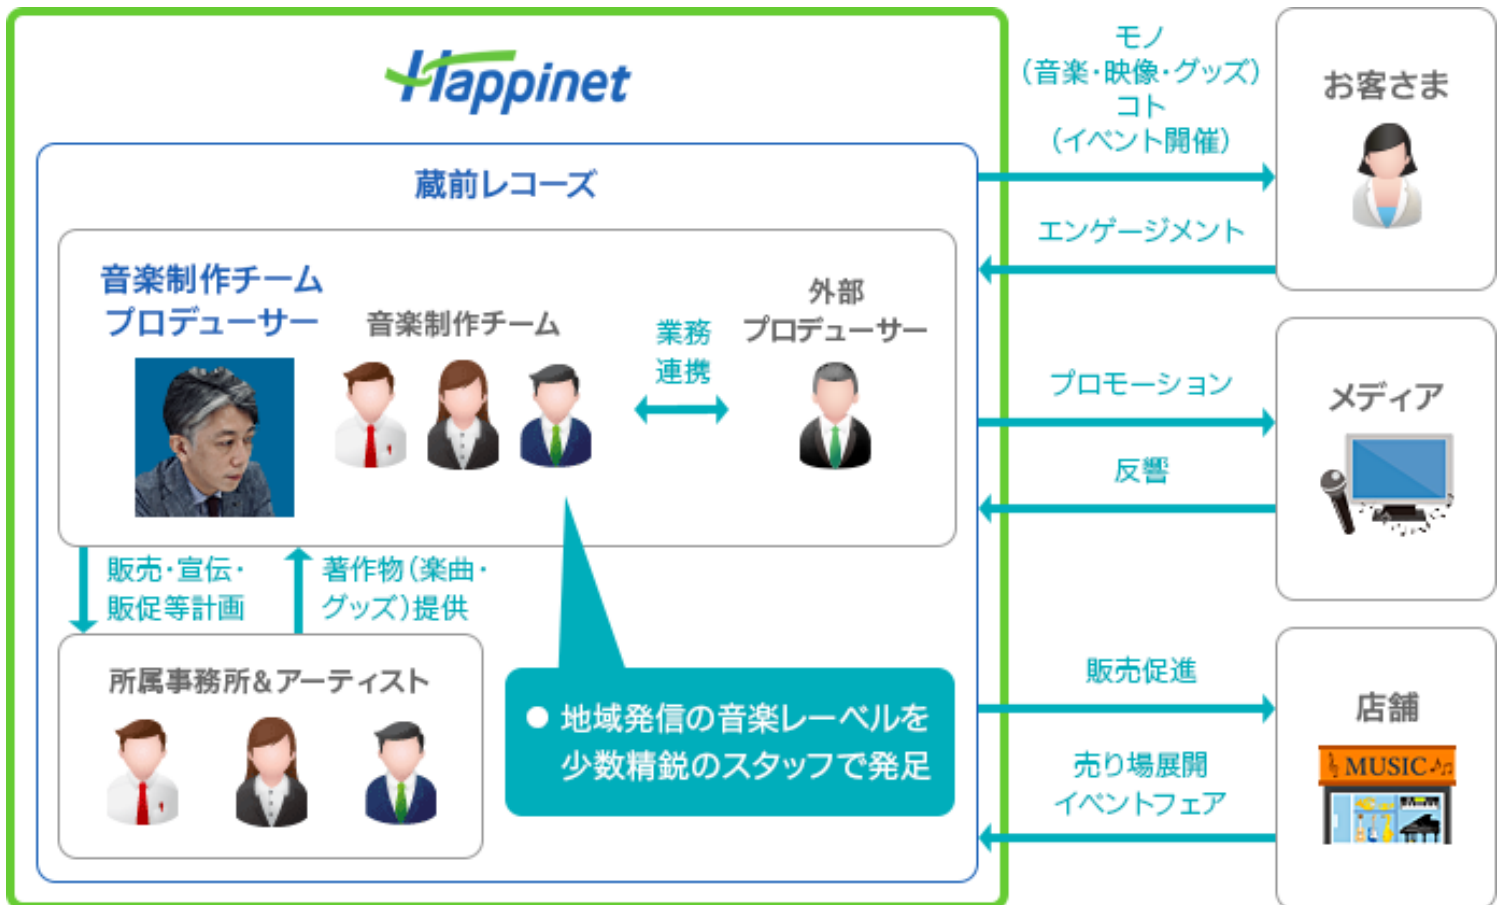 Happinet
蔵前レコーズ
音楽制作チーム
プロデューサー
音楽制作チーム
業務
連携
外部
プロデューサー
販売・宣伝・
販促等計画
著作物(楽曲・
グッズ)提供
所属事務所&アーティスト
● 地域発信の音楽レーベルを
少数精鋭のスタッフで発足
モノ
(音楽・映像・グッズ)
コト
(イベント開催)
エンゲージメント
お客さま
プロモーション
反響
メディア
販売促進
売り場展開
イベントフェア
店舗
MUSIC